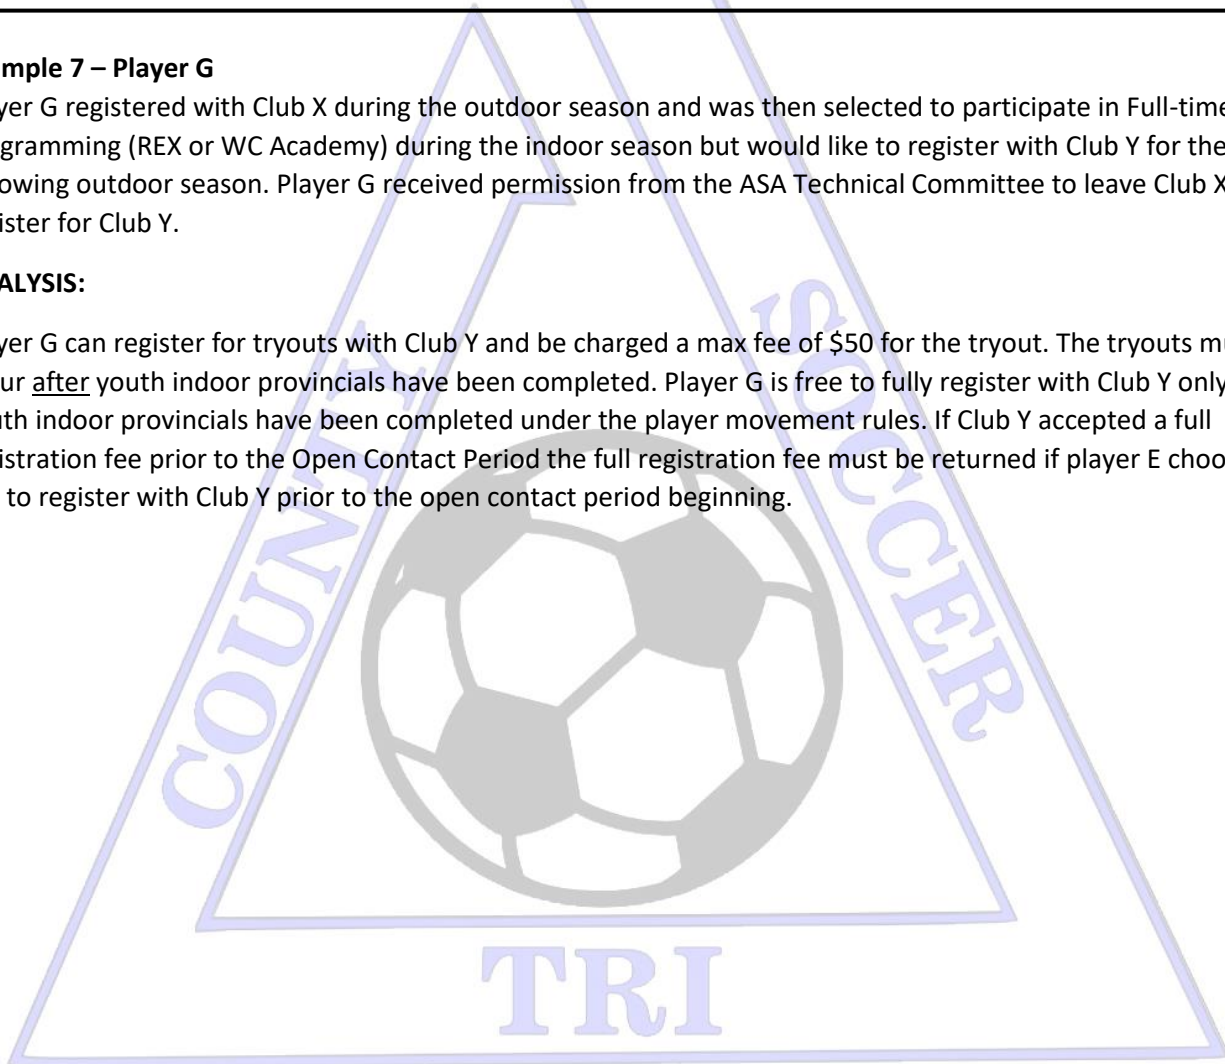 mple 7 – Player G
yer G registered with Club X during the outdoor season and was then selected to participate in Full-time
gramming (REX or WC Academy) during the indoor season but would like to register with Club Y for the
owing outdoor season. Player G received permission from the ASA Technical Committee to leave Club X
ister for Club Y.
ALYSIS:
yer G can register for tryouts with Club Y and be charged a max fee of $50 for the tryout. The tryouts mu
ur after youth indoor provincials have been completed. Player G is free to fully register with Club Y only
uth indoor provincials have been completed under the player movement rules. If Club Y accepted a full
istration fee prior to the Open Contact Period the full registration fee must be returned if player E choo
to register with Club Y prior to the open contact period beginning.
COUNTY
SOCCER
TRI